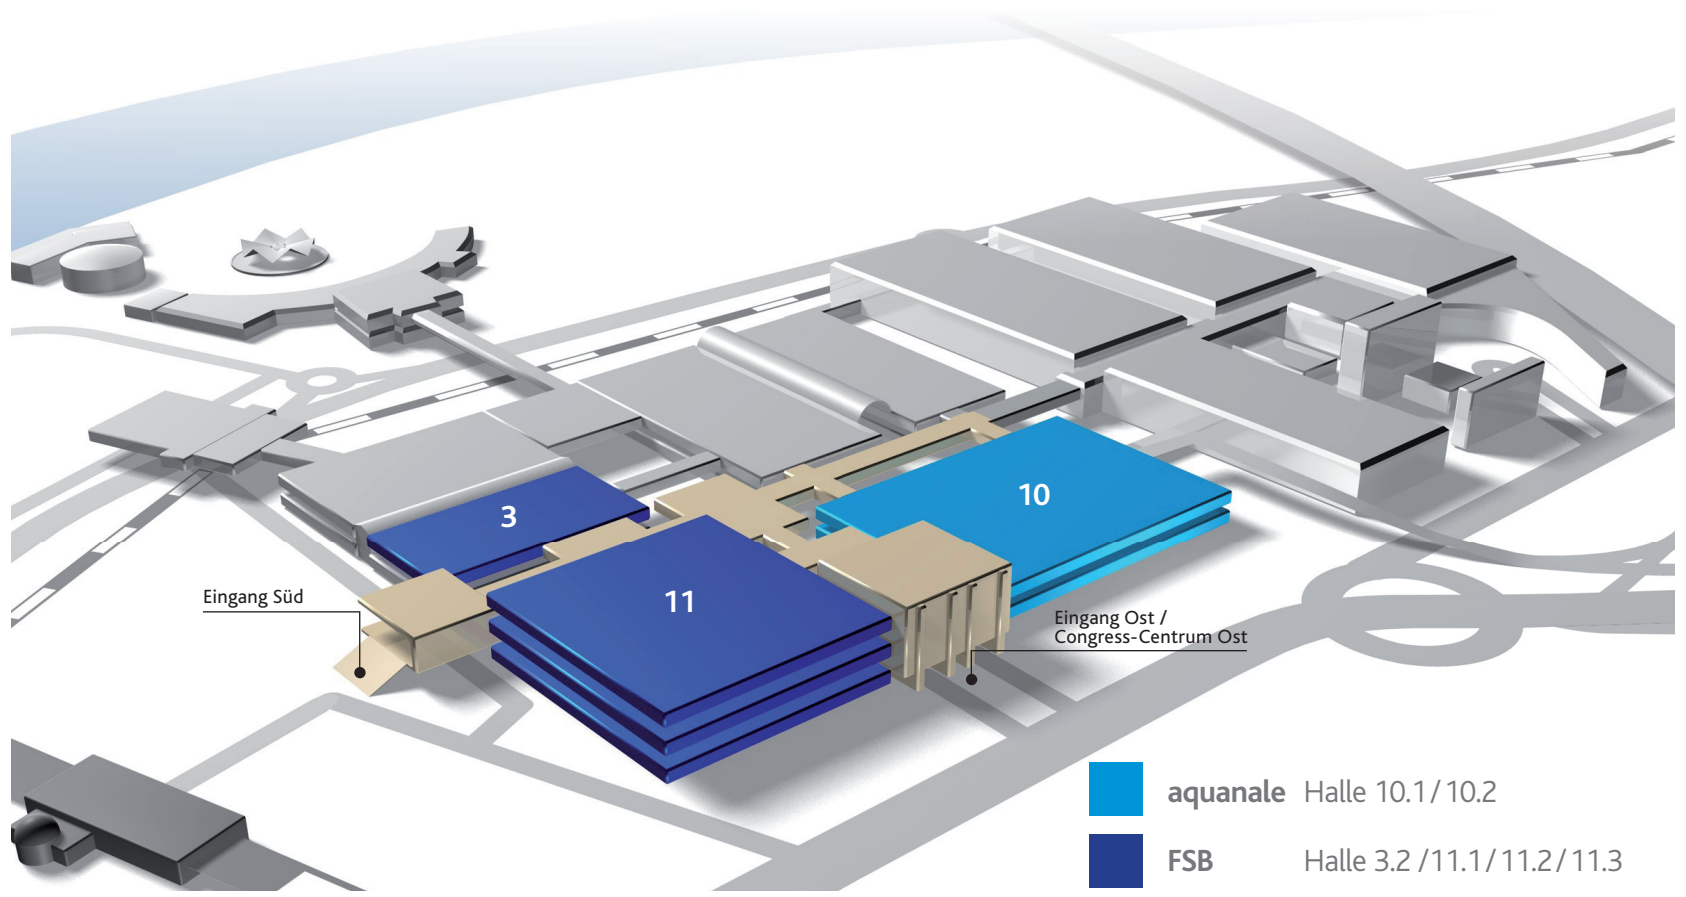 10
3
11
Eingang Süd
Eingang Ost /
Congress-Centrum Ost
aquanale Halle 10.1/10.2
FSB Halle 3.2 /11.1/11.2/11.3